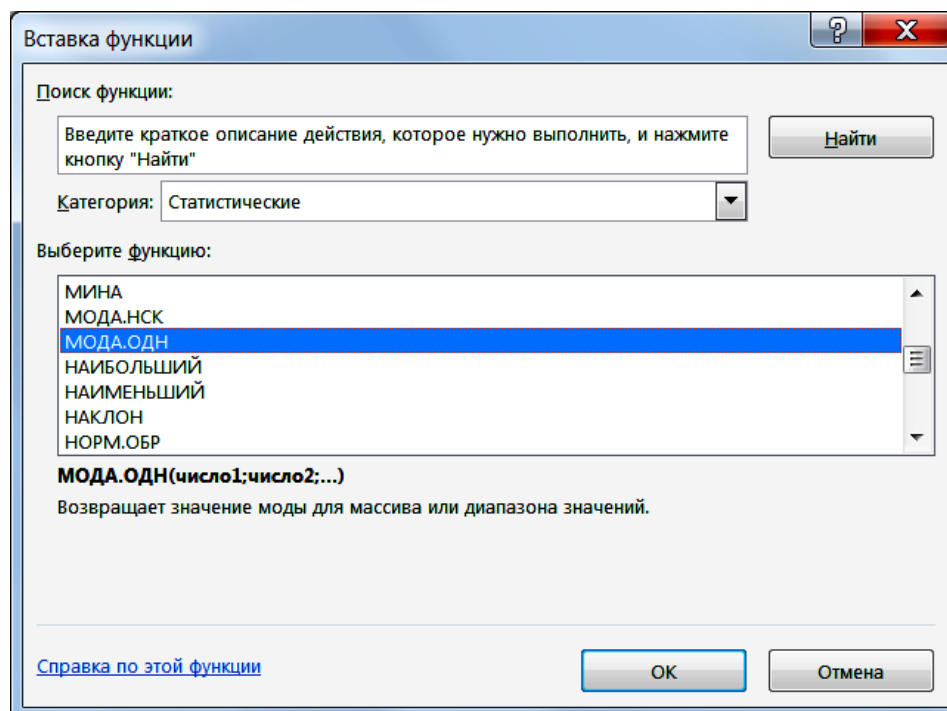 Вставка функции
Поиск функции:
Введите краткое описание действия, которое нужно выполнить, и нажмите
кнопку "Найти"
Найти
Категория: Статистические
Выберите функцию:
МИНА
МОДА.НСК
МОДА.ОДН
НАИБОЛЬШИЙ
НАИМЕНЬШИЙ
НАКЛОН
НОРМ.ОБР
МОДА.ОДН(число1;число2;...)
Возвращает значение моды для массива или диапазона значений.
Справка по этой функции
ОК
Отмена